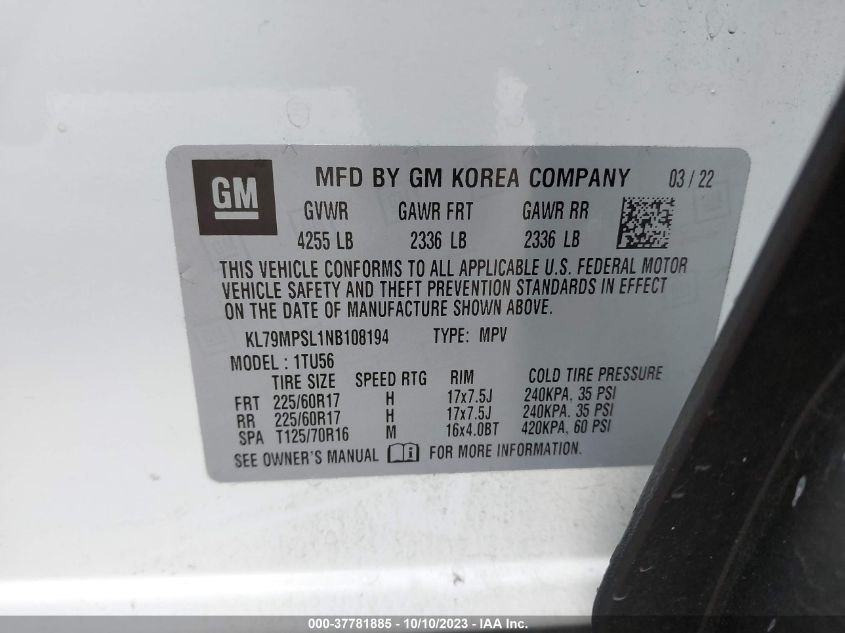 GM
MFD BY GM KOREA COMPANY 03 / 22
GVWR GAWR FRT GAWR RR
4255 LB 2336 LB 2336 LB
THIS VEHICLE CONFORMS TO ALL APPLICABLE U.S. FEDERAL MOTOR
VEHICLE SAFETY AND THEFT PREVENTION STANDARDS IN EFFECT
ON THE DATE OF MANUFACTURE SHOWN ABOVE.
KL79MPSL1NB108194 TYPE: MPV
MODEL : 1TU56
TIRE SIZE SPEED RTG RIM COLD TIRE PRESSURE
FRT 225/60R17 H 17x7.5J 240KPA, 35 PSI
RR 225/60R17 H 17x7.5J 240KPA, 35 PSI
SPA T125/70R16 M 16x4.0BT 420KPA, 60 PSI
SEE OWNER'S MANUAL FOR MORE INFORMATION.
000-37781885 - 10/10/2023 - IAA Inc.